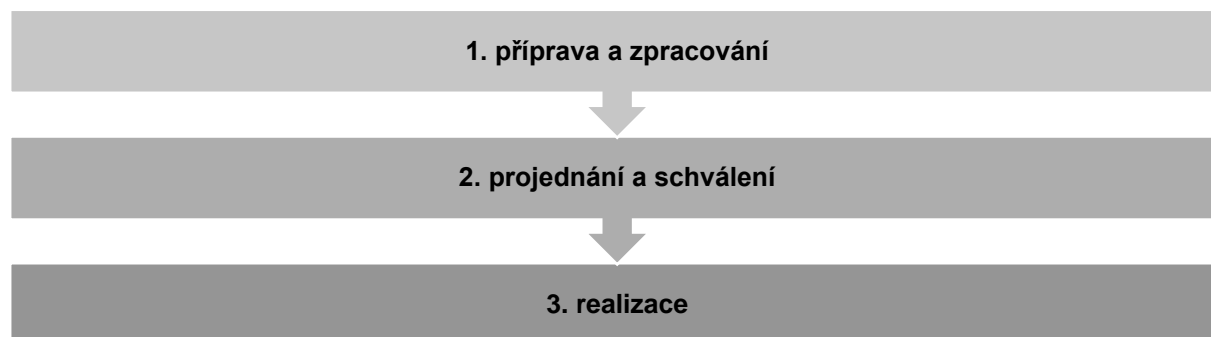 1. příprava a zpracování
2. projednání a schválení
3. realizace